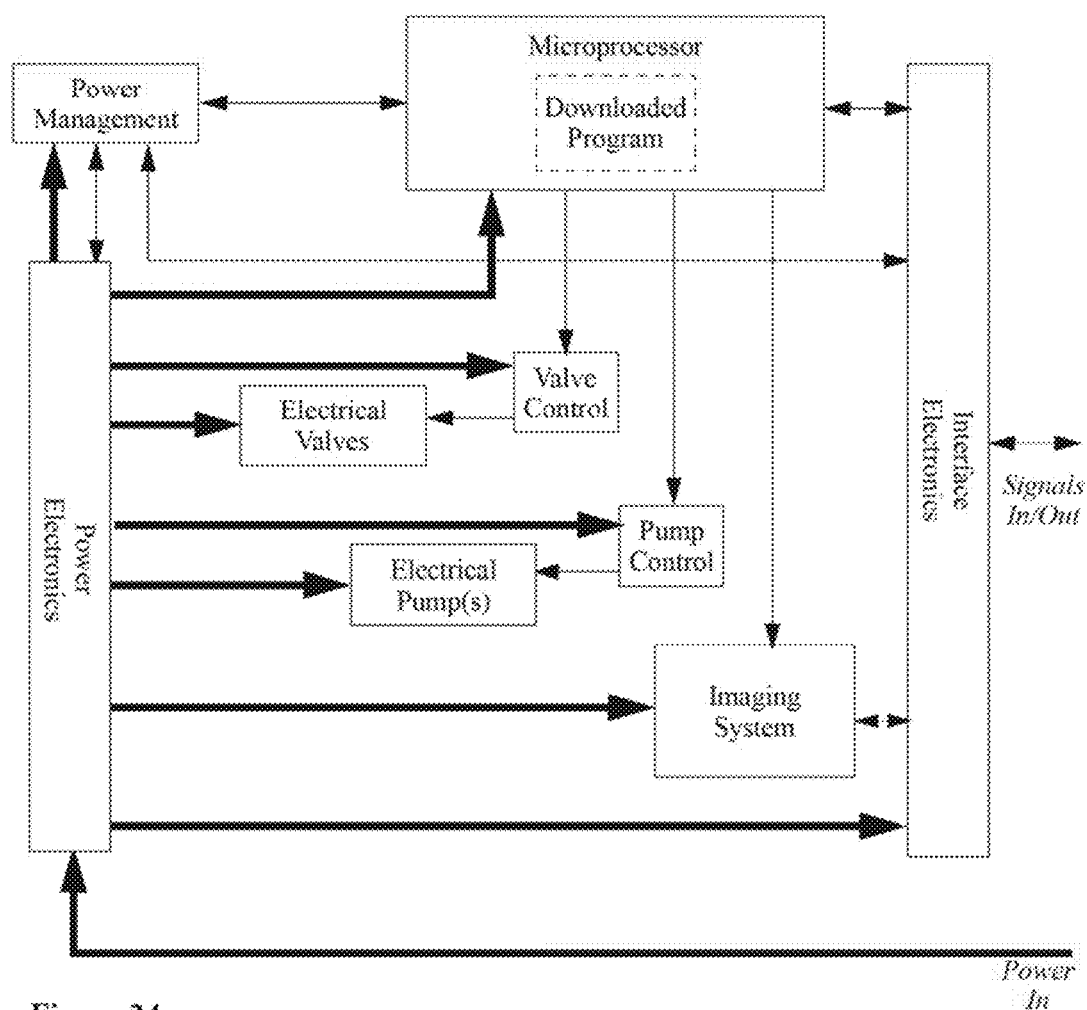 Microprocessor
Downloaded
Program
Power
Management
Valve
Control
Electrical
Valves
Interface
Electronics
Signals
In/Out
Power
Electronics
Pump
Control
Electrical
Pump(s)
Imaging
System
Power
In